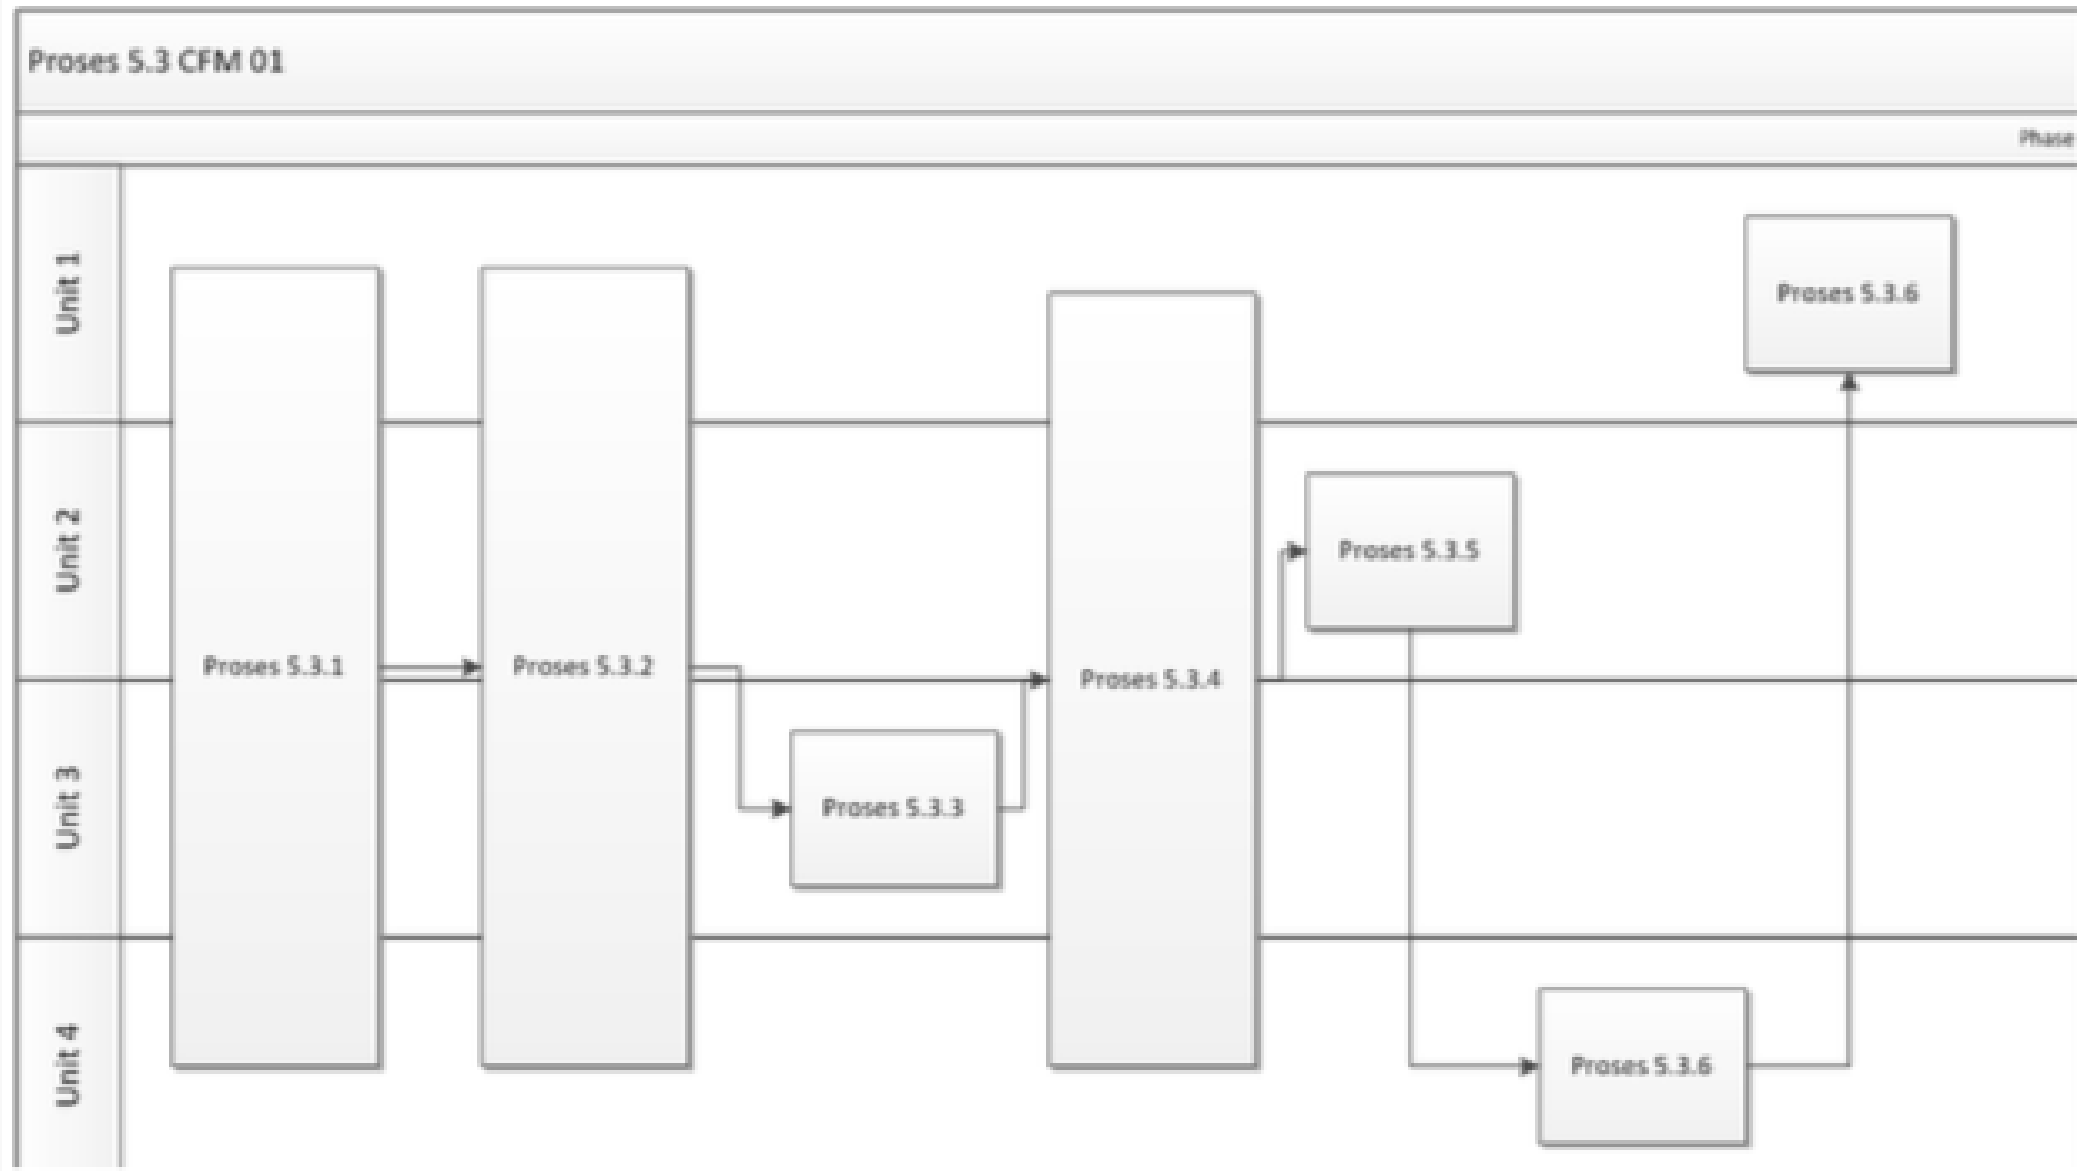 Proses 5.3 CFM 01
Phase
Unit 1
Unit 2
Unit 3
Unit 4
Proses 5.3.1
Proses 5.3.2
Proses 5.3.3
Proses 5.3.4
Proses 5.3.5
Proses 5.3.6
Proses 5.3.6